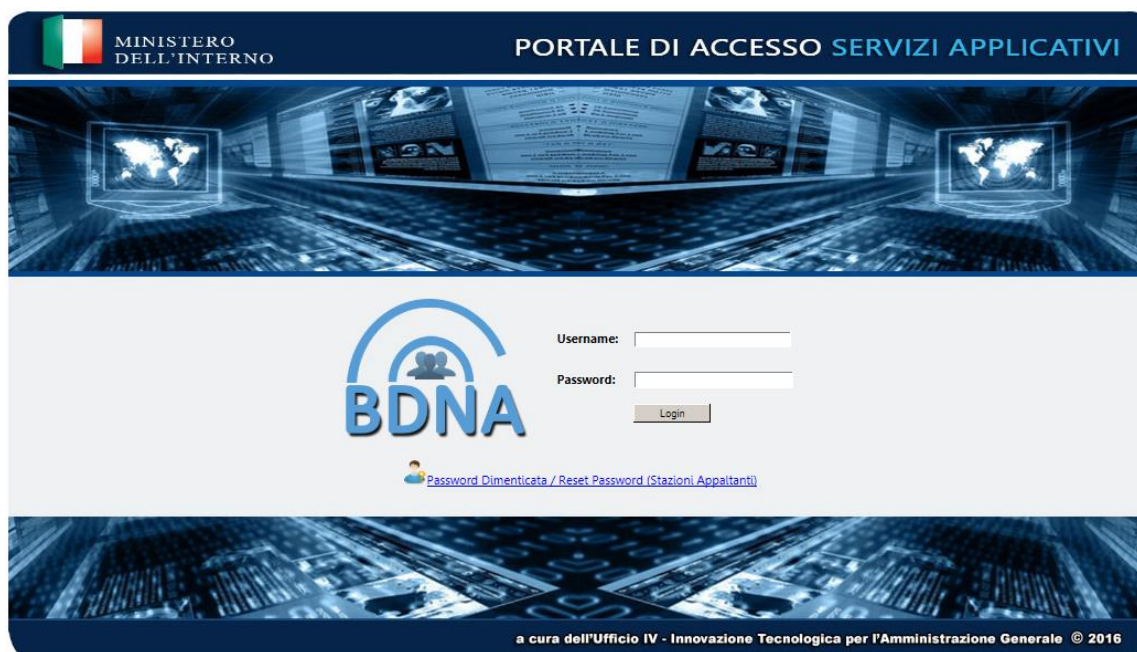 MINISTERO
DELL'INTERNO
PORTALE DI ACCESSO SERVIZI APPLICATIVI
Username:
Password:
Login
BDNA
Password Dimenticata / Reset Password (Stazioni Appaltanti)
a cura dell'Ufficio IV - Innovazione Tecnologica per l'Amministrazione Generale © 2016